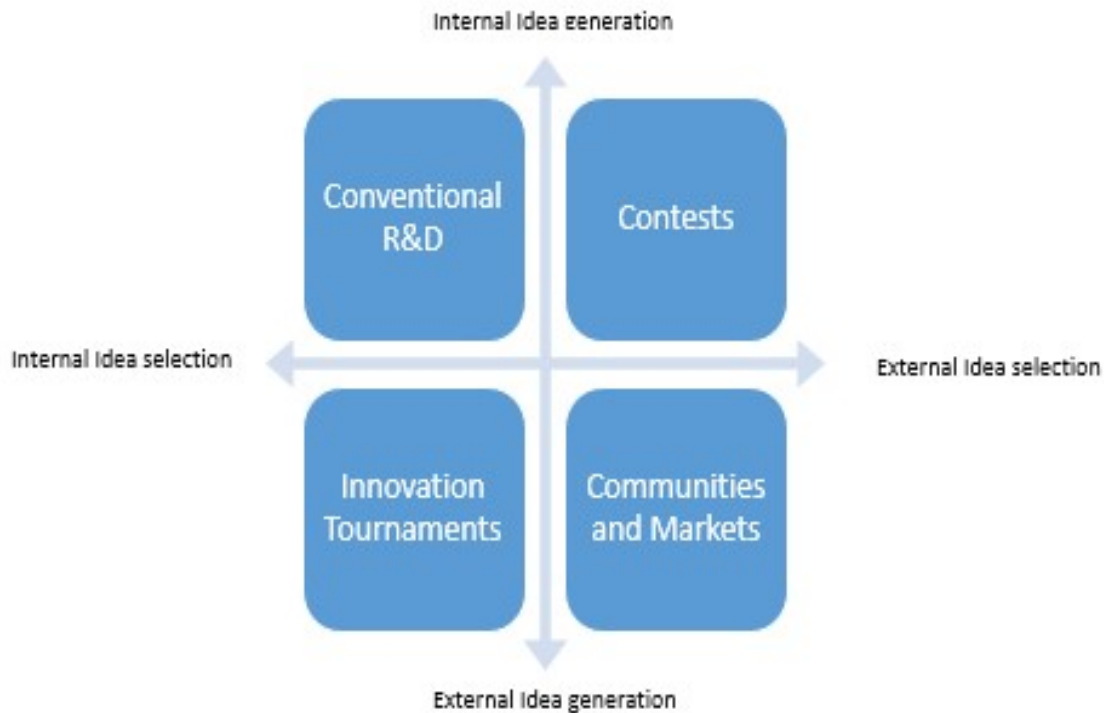 Internal Idea generation
Conventional
R&D
Contests
Internal Idea selection
External Idea selection
Innovation
Tournaments
Communities
and Markets
External Idea generation